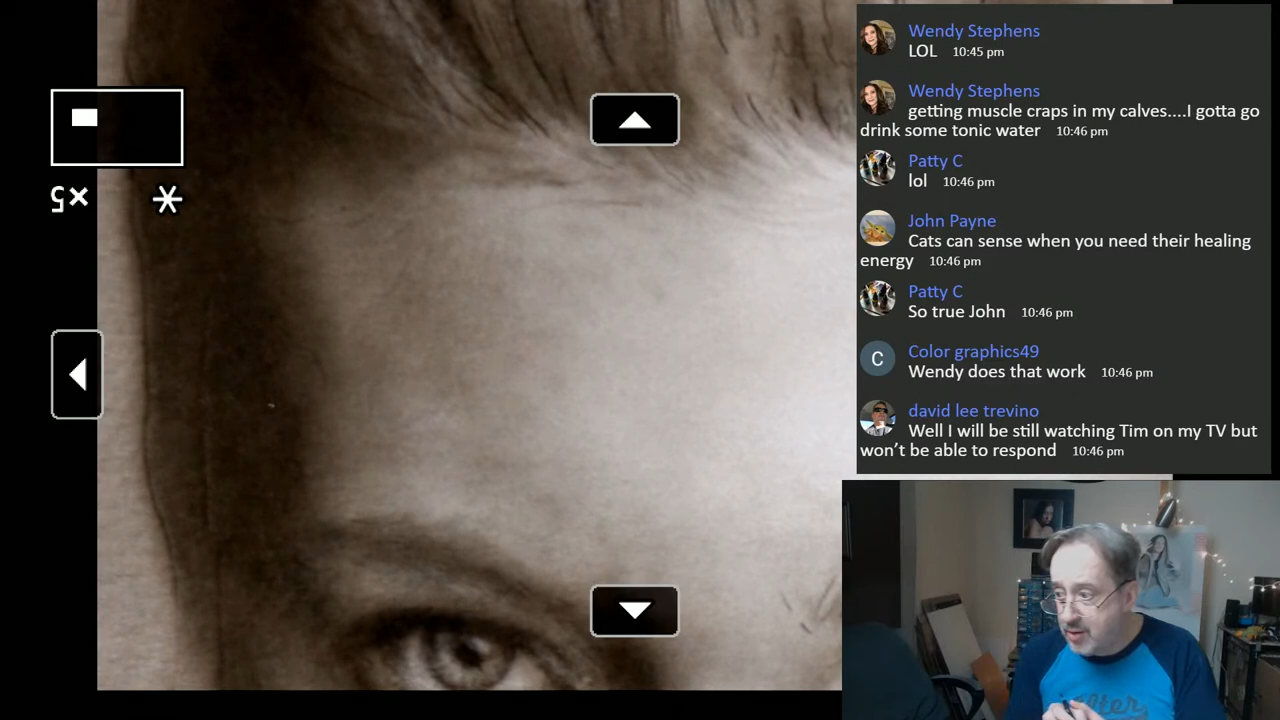 Wendy Stephens
LOL 10:45 pm
Wendy Stephens
getting muscle craps in my calves....I gotta go
drink some tonic water 10:46 pm
Patty C
lol 10:46 pm
John Payne
Cats can sense when you need their healing
energy 10:46 pm
Patty C
So true John 10:46 pm
C
Color graphics49
Wendy does that work 10:46 pm
david lee trevino
Well I will be still watching Tim on my TV but
won't be able to respond 10:46 pm
x5